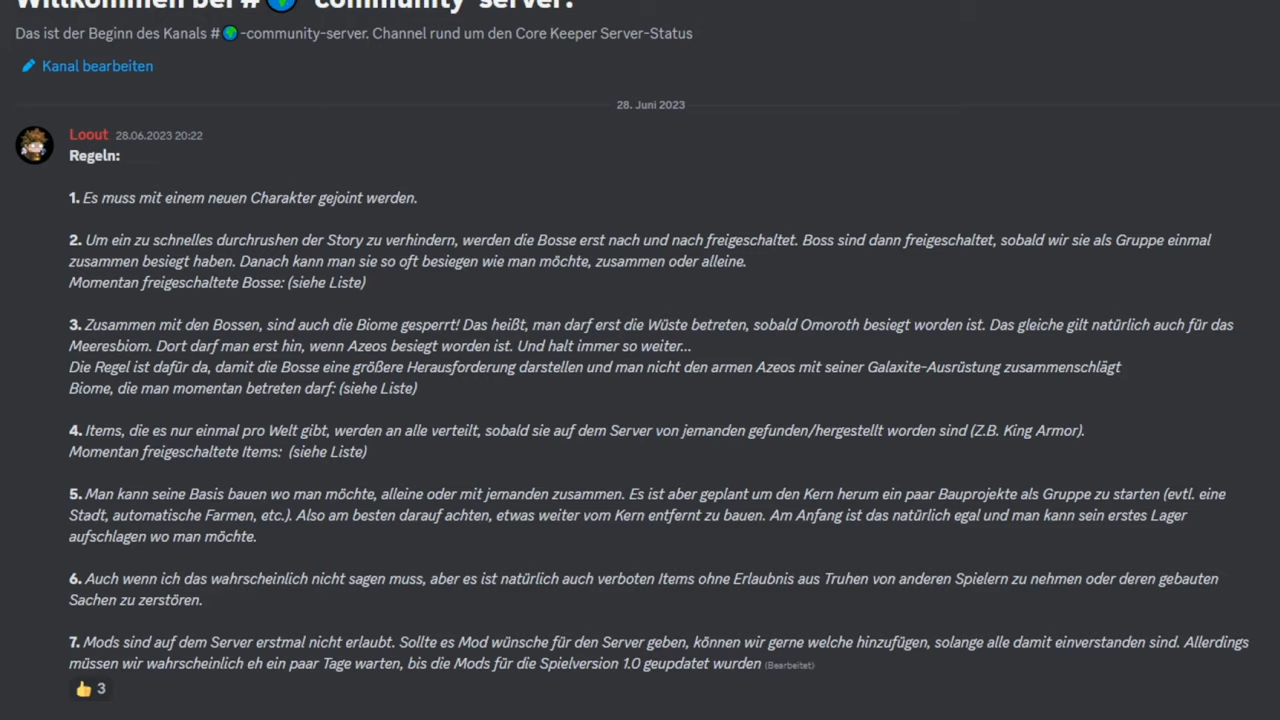 Willkommen bei # -community-server!
Das ist der Beginn des Kanals # -community-server. Channel rund um den Core Keeper Server-Status
Kanal bearbeiten
28. Juni 2023
Loout 28.06.2023 20:22
Regeln:
1. Es muss mit einem neuen Charakter gejoint werden.
2. Um ein zu schnelles durchrushen der Story zu verhindern, werden die Bosse erst nach und nach freigeschaltet. Boss sind dann freigeschaltet, sobald wir sie als Gruppe einmal
zusammen besiegt haben. Danach kann man sie so oft besiegen wie man möchte, zusammen oder alleine.
Momentan freigeschaltete Bosse: (siehe Liste)
3. Zusammen mit den Bossen, sind auch die Biome gesperrt! Das heißt, man darf erst die Wüste betreten, sobald Omoroth besiegt worden ist. Das gleiche gilt natürlich auch für das
Meeresbiom. Dort darf man erst hin, wenn Azeos besiegt worden ist. Und halt immer so weiter...
Die Regel ist dafür da, damit die Bosse eine größere Herausforderung darstellen und man nicht den armen Azeos mit seiner Galaxite-Ausrüstung zusammenschlägt
Biome, die man momentan betreten darf: (siehe Liste)
4. Items, die es nur einmal pro Welt gibt, werden an alle verteilt, sobald sie auf dem Server von jemanden gefunden/hergestellt worden sind (Z.B. King Armor).
Momentan freigeschaltete Items: (siehe Liste)
5. Man kann seine Basis bauen wo man möchte, alleine oder mit jemanden zusammen. Es ist aber geplant um den Kern herum ein paar Bauprojekte als Gruppe zu starten (evtl. eine
Stadt, automatische Farmen, etc.). Also am besten darauf achten, etwas weiter vom Kern entfernt zu bauen. Am Anfang ist das natürlich egal und man kann sein erstes Lager
aufschlagen wo man möchte.
6. Auch wenn ich das wahrscheinlich nicht sagen muss, aber es ist natürlich auch verboten Items ohne Erlaubnis aus Truhen von anderen Spielern zu nehmen oder deren gebauten
Sachen zu zerstören.
7. Mods sind auf dem Server erstmal nicht erlaubt. Sollte es Mod wünsche für den Server geben, können wir gerne welche hinzufügen, solange alle damit einverstanden sind. Allerdings
müssen wir wahrscheinlich eh ein paar Tage warten, bis die Mods für die Spielversion 1.0 geupdatet wurden (Bearbeitet)
3